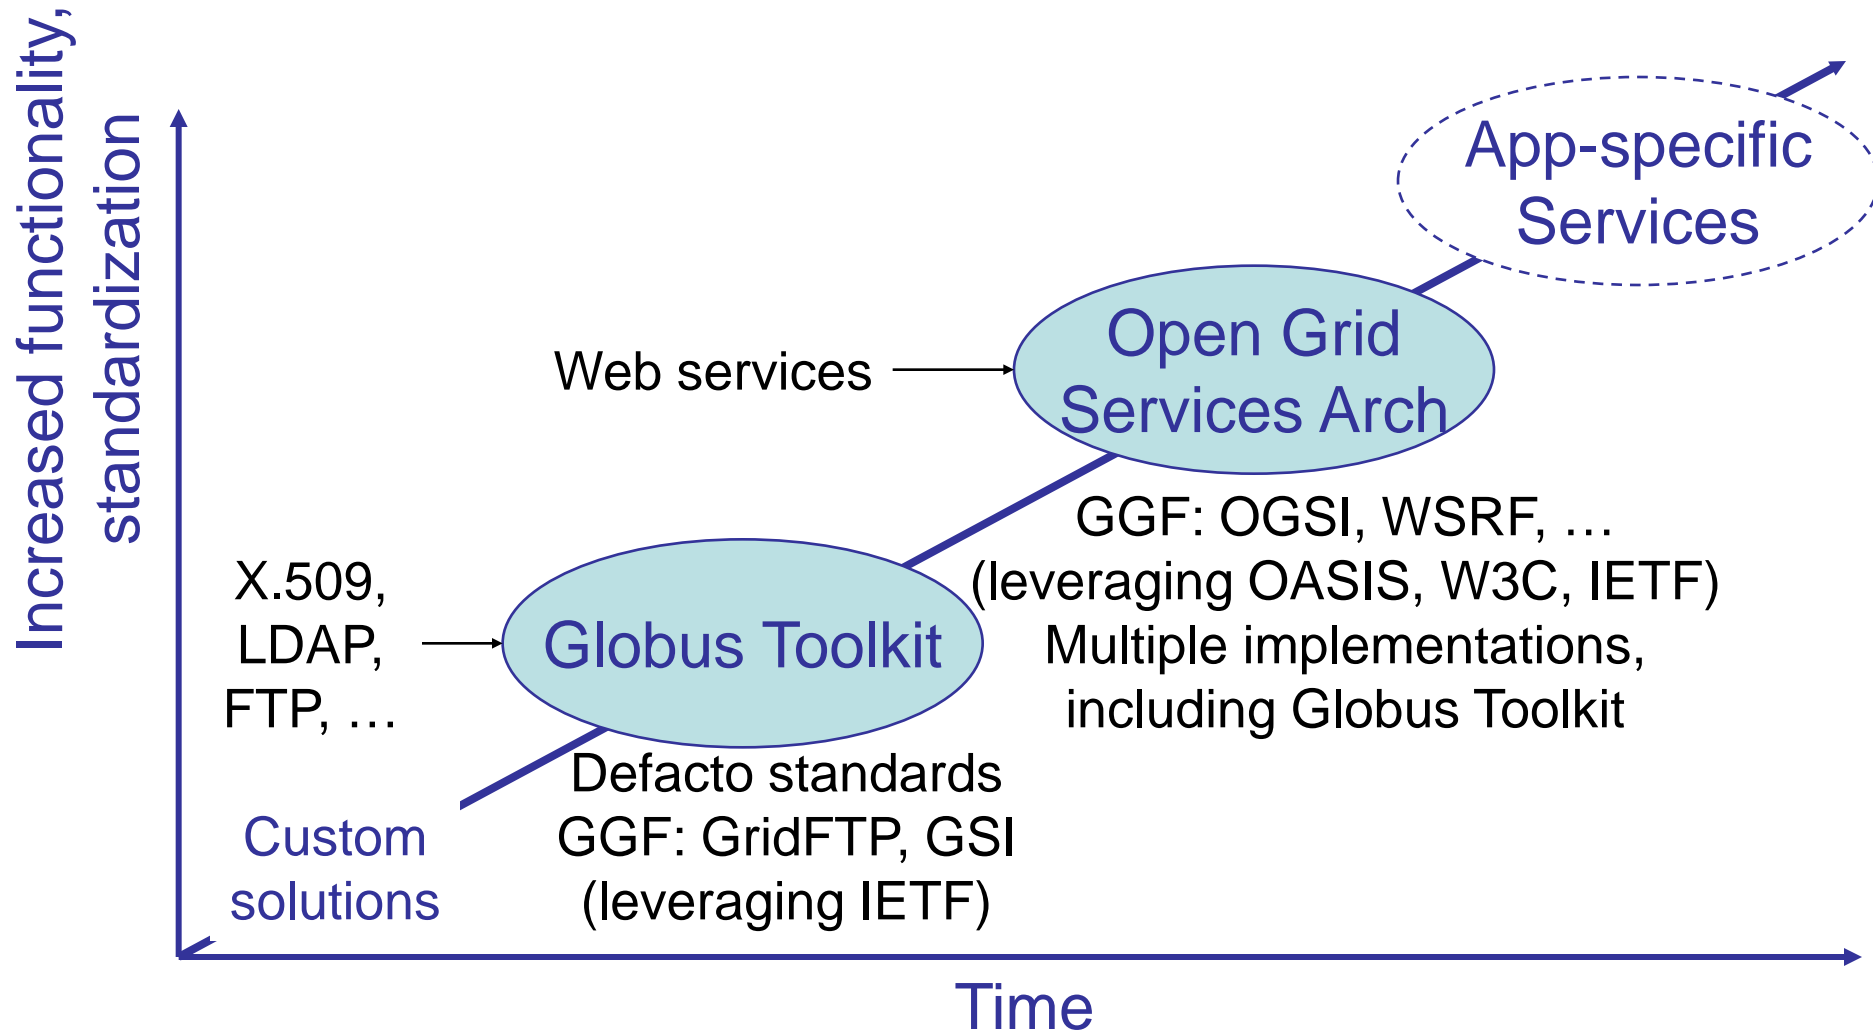 Increased functionality,
standardization
App-specific
Services
Open Grid
Services Arch
Web services
GGF: OGSI, WSRF, …
(leveraging OASIS, W3C, IETF)
Multiple implementations,
including Globus Toolkit
X.509,
LDAP,
FTP, …
Globus Toolkit
Defacto standards
GGF: GridFTP, GSI
(leveraging IETF)
Custom
solutions
Time